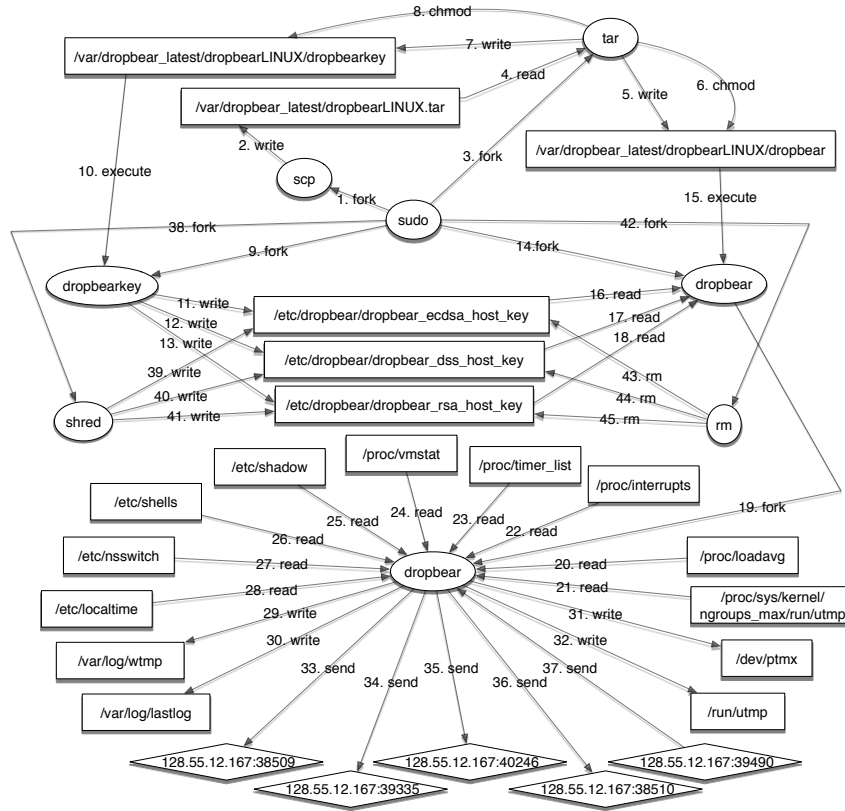 8. chmod
tar
7. write
/var/dropbear_latest/dropbearLINUX/dropbearkey
4. read
6. chmod
5. write
/var/dropbear_latest/dropbearLINUX.tar
2. write
3. fork
/var/dropbear_latest/dropbearLINUX/dropbear
10. execute
scp
1. fork
15. execute
sudo
38. fork
42. fork
9. fork
14.fork
dropbearkey
dropbear
11. write
16. read
/etc/dropbear/dropbear_ecdsa_host_key
12. write
17. read
13. write
18. read
/etc/dropbear/dropbear_dss_host_key
39. write
43. rm
40. write
44. rm
/etc/dropbear/dropbear_rsa_host_key
41. write
45. rm
shred
rm
/proc/vmstat
/etc/shadow
/proc/timer_list
/proc/interrupts
/etc/shells
19. fork
24. read
25. read
23. read
22. read
26. read
/etc/nsswitch
27. read
20. read
/proc/loadavg
dropbear
28. read
21. read
/etc/localtime
/proc/sys/kernel/
ngroups_max/run/utmp
29. write
31. write
30. write
32. write
/var/log/wtmp
/dev/ptmx
33. send
35. send
37. send
34. send
36. send
/var/log/lastlog
/run/utmp
128.55.12.167:38509
128.55.12.167:40246
128.55.12.167:39490
128.55.12.167:39335
128.55.12.167:38510